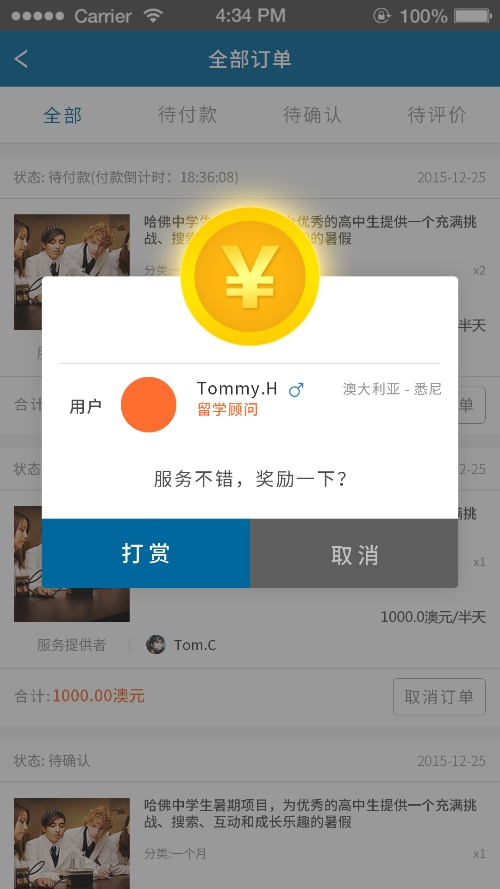 Carrier
4:34 PM
100%
全部订单
全部
待付款
待确认
待评价
状态: 待付款(付款倒计时：18:36:08)
2015-12-25
哈佛中学生
为优秀的高中生提供一个充满挑
战、搜
的暑假
分类:一
x2
¥
半天
合计
单
用户
Tommy.H
澳大利亚 - 悉尼
留学顾问
服务不错，奖励一下？
打赏
取消
状态
2-25
满挑
x1
1000.0澳元/半天
服务提供者
Tom.C
合计:1000.00澳元
取消订单
状态: 待确认
2015-12-25
哈佛中学生暑期项目，为优秀的高中生提供一个充满挑
战、搜索、互动和成长乐趣的暑假
分类:一个月
x1